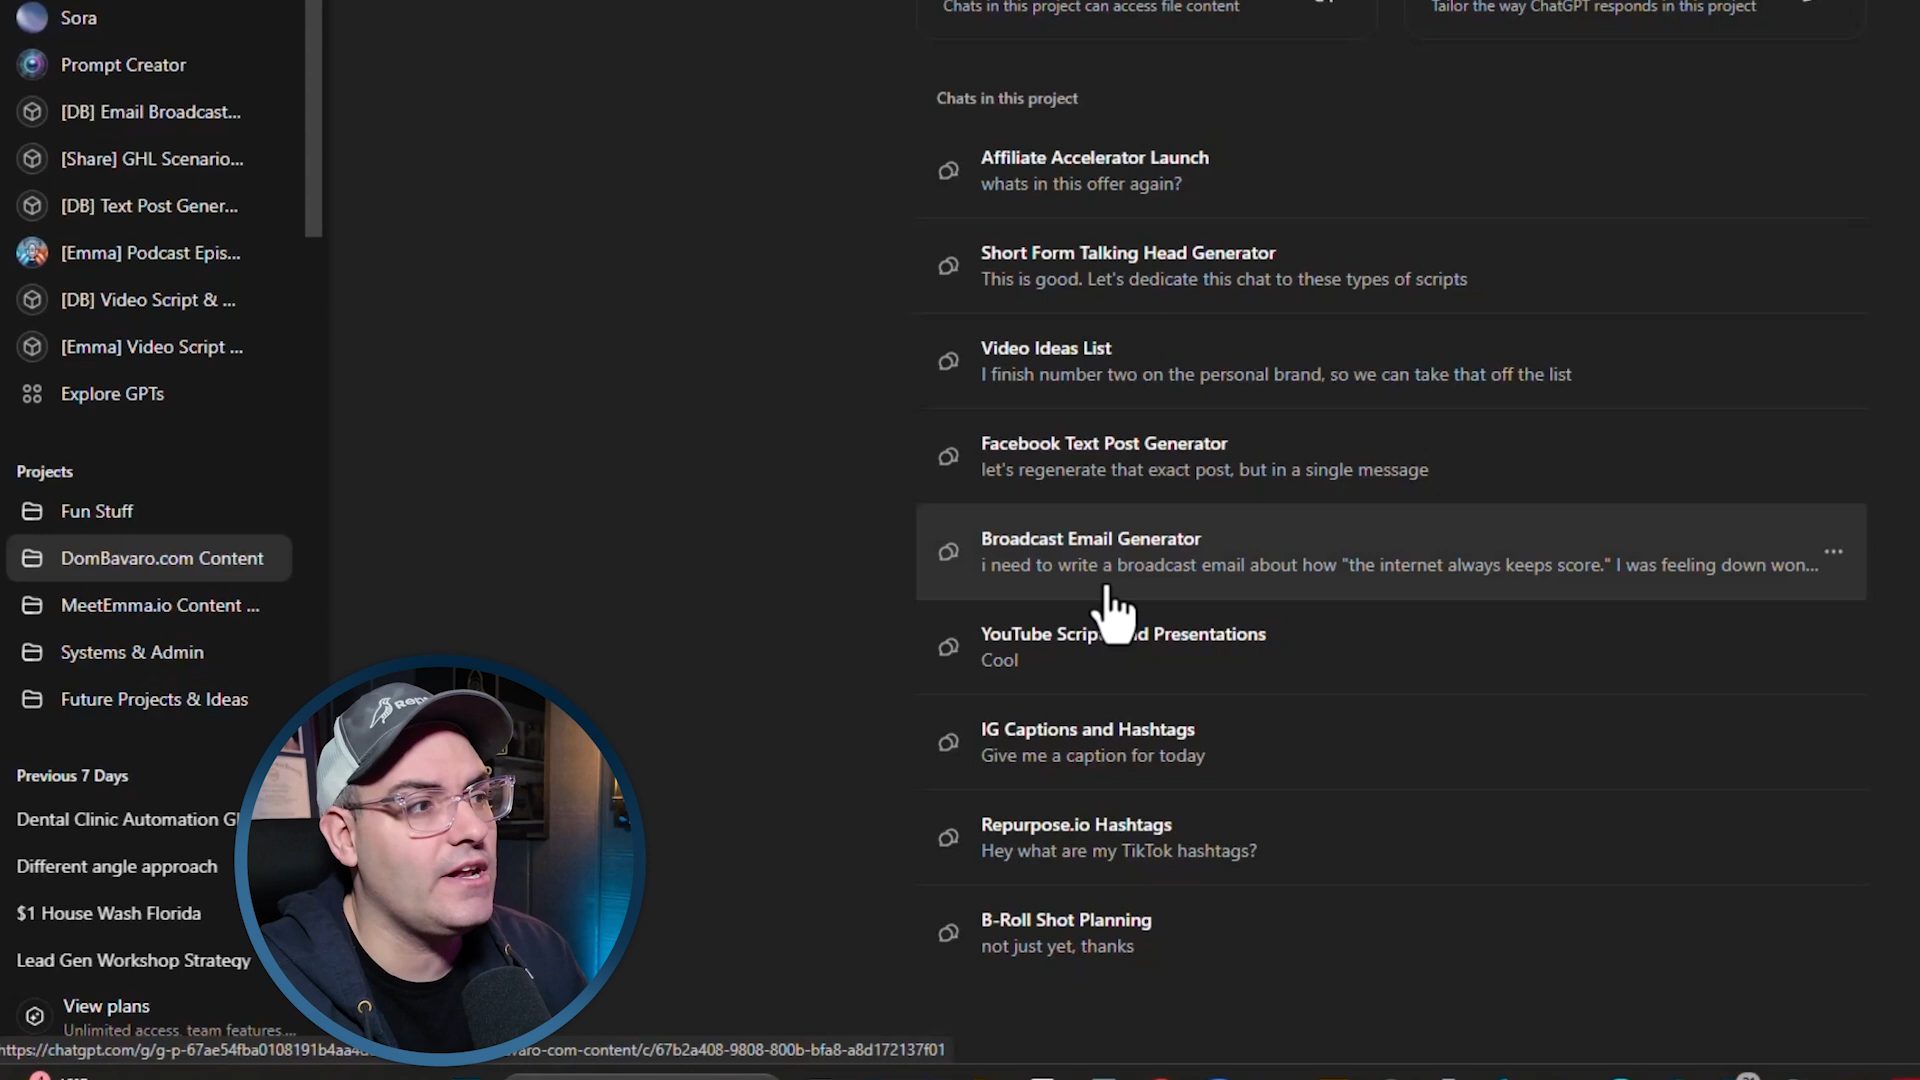 Sora
Prompt Creator
[DB] Email Broadcast...
[Share] GHL Scenario...
[DB] Text Post Gener...
[Emma] Podcast Epis...
[DB] Video Script & ...
[Emma] Video Script ...
Explore GPTs
Projects
Fun Stuff
DomBavaro.com Content
MeetEmma.io Content ...
Systems & Admin
Future Projects & Ideas
Previous 7 Days
Dental Clinic Automation
Different angle approach
$1 House Wash Florida
Lead Gen Workshop Strategy
View plans
Unlimited access, team features,...
Chats in this project can access file content
Tailor the way ChatGPT responds in this project
Chats in this project
Affiliate Accelerator Launch
whats in this offer again?
Short Form Talking Head Generator
This is good. Let's dedicate this chat to these types of scripts
Video Ideas List
I finish number two on the personal brand, so we can take that off the list
Facebook Text Post Generator
let's regenerate that exact post, but in a single message
Broadcast Email Generator
i need to write a broadcast email about how "the internet always keeps score." I was feeling down won...
YouTube Scrip d Presentations
Cool
IG Captions and Hashtags
Give me a caption for today
Repurpose.io Hashtags
Hey what are my TikTok hashtags?
B-Roll Shot Planning
not just yet, thanks
https://chatgpt.com/g/g-p-67ae54fba0108191b4aa4 varo-com-content/c/67b2a408-9808-800b-bfa8-a8d172137f01